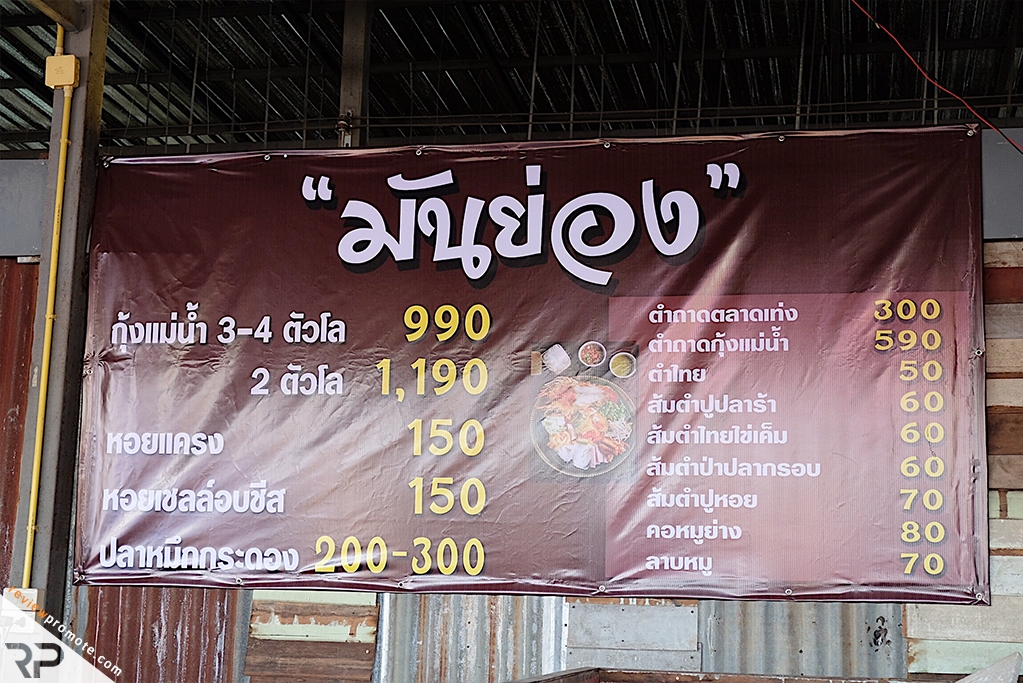 "มันย่อง"
กุ้งแม่น้ำ 3-4 ตัวโล 990
2 ตัวโล 1,190
หอยแครง 150
หอยเชลล์อบชีส 150
ปลาหมึกกระดอง 200-300
ตำถาดตลาดเท่ง 300
ตำถาดกุ้งแม่น้ำ 590
ตำไทย 50
ส้มตำปูปลาร้า 60
ส้มตำไทยไข่เค็ม 60
ส้มตำป่าปลากรอบ 60
ส้มตำปูหอย 70
คอหมูย่าง 80
ลาบหมู 70
reviewpromote.com
RP